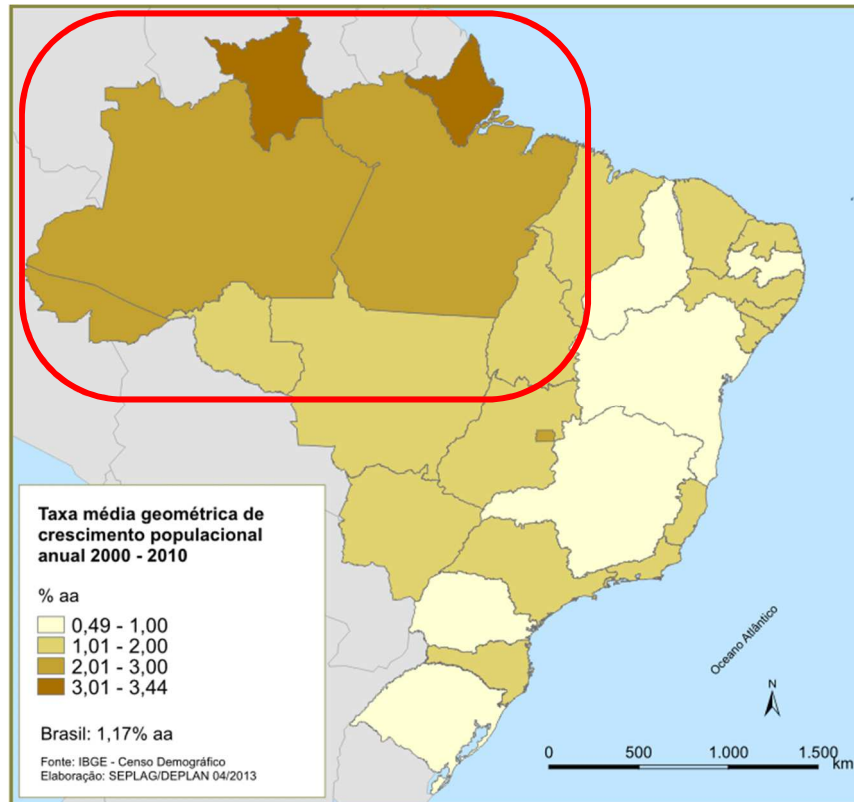 Taxa média geométrica de
crescimento populacional
anual 2000 - 2010
% aa
0,49 - 1,00
1,01 - 2,00
2,01 - 3,00
3,01 - 3,44
Brasil: 1,17% aa
Fonte: IBGE - Censo Demográfico
Elaboração: SEPLAG/DEPLAN 04/2013
Oceano Atlântico
N
0 500 1.000 1.500
km